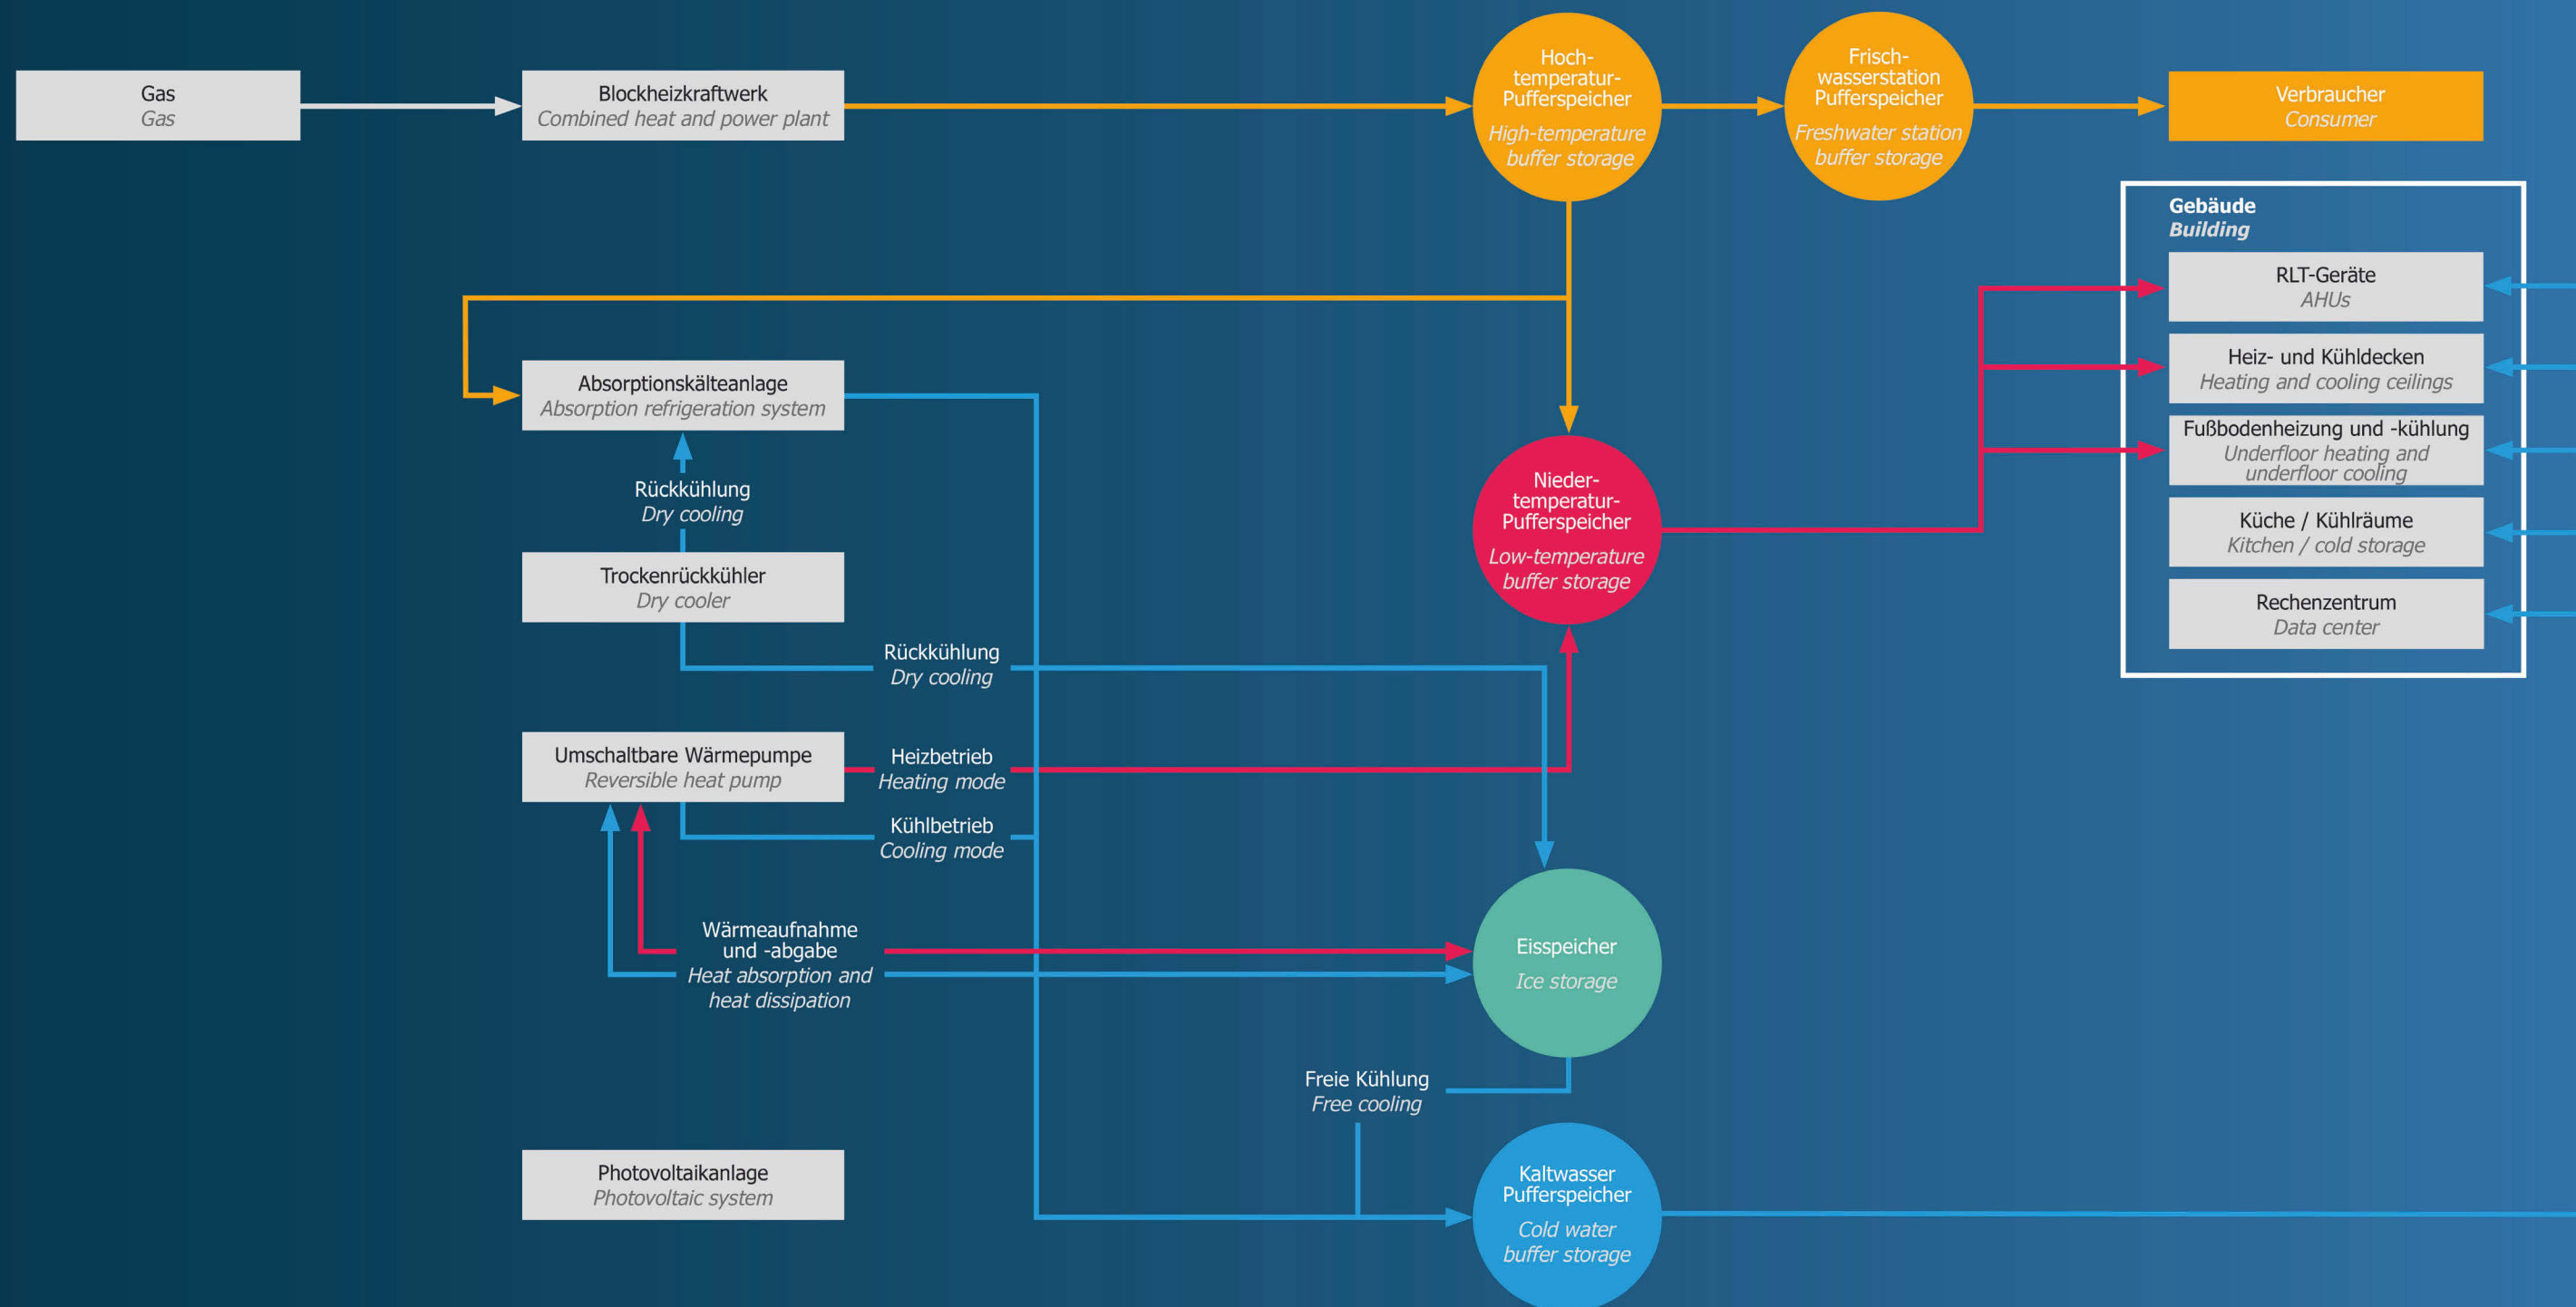 Gas
Gas
Blockheizkraftwerk
Combined heat and power plant
Hoch-
temperatur-
Pufferspeicher
High-temperature
buffer storage
Frisch-
wasserstation
Pufferspeicher
Freshwater station
buffer storage
Verbraucher
Consumer
Gebäude
Building
RLT-Geräte
AHUs
Heiz- und Kühldecken
Heating and cooling ceilings
Fußbodenheizung und -kühlung
Underfloor heating and
underfloor cooling
Küche / Kühlräume
Kitchen / cold storage
Rechenzentrum
Data center
Absorptionskälteanlage
Absorption refrigeration system
Rückkühlung
Dry cooling
Trockenrückkühler
Dry cooler
Nieder-
temperatur-
Pufferspeicher
Low-temperature
buffer storage
Rückkühlung
Dry cooling
Umschaltbare Wärmepumpe
Reversible heat pump
Heizbetrieb
Heating mode
Kühlbetrieb
Cooling mode
Wärmeaufnahme
und -abgabe
Heat absorption and
heat dissipation
Eisspeicher
Ice storage
Freie Kühlung
Free cooling
Photovoltaikanlage
Photovoltaic system
Kaltwasser
Pufferspeicher
Cold water
buffer storage